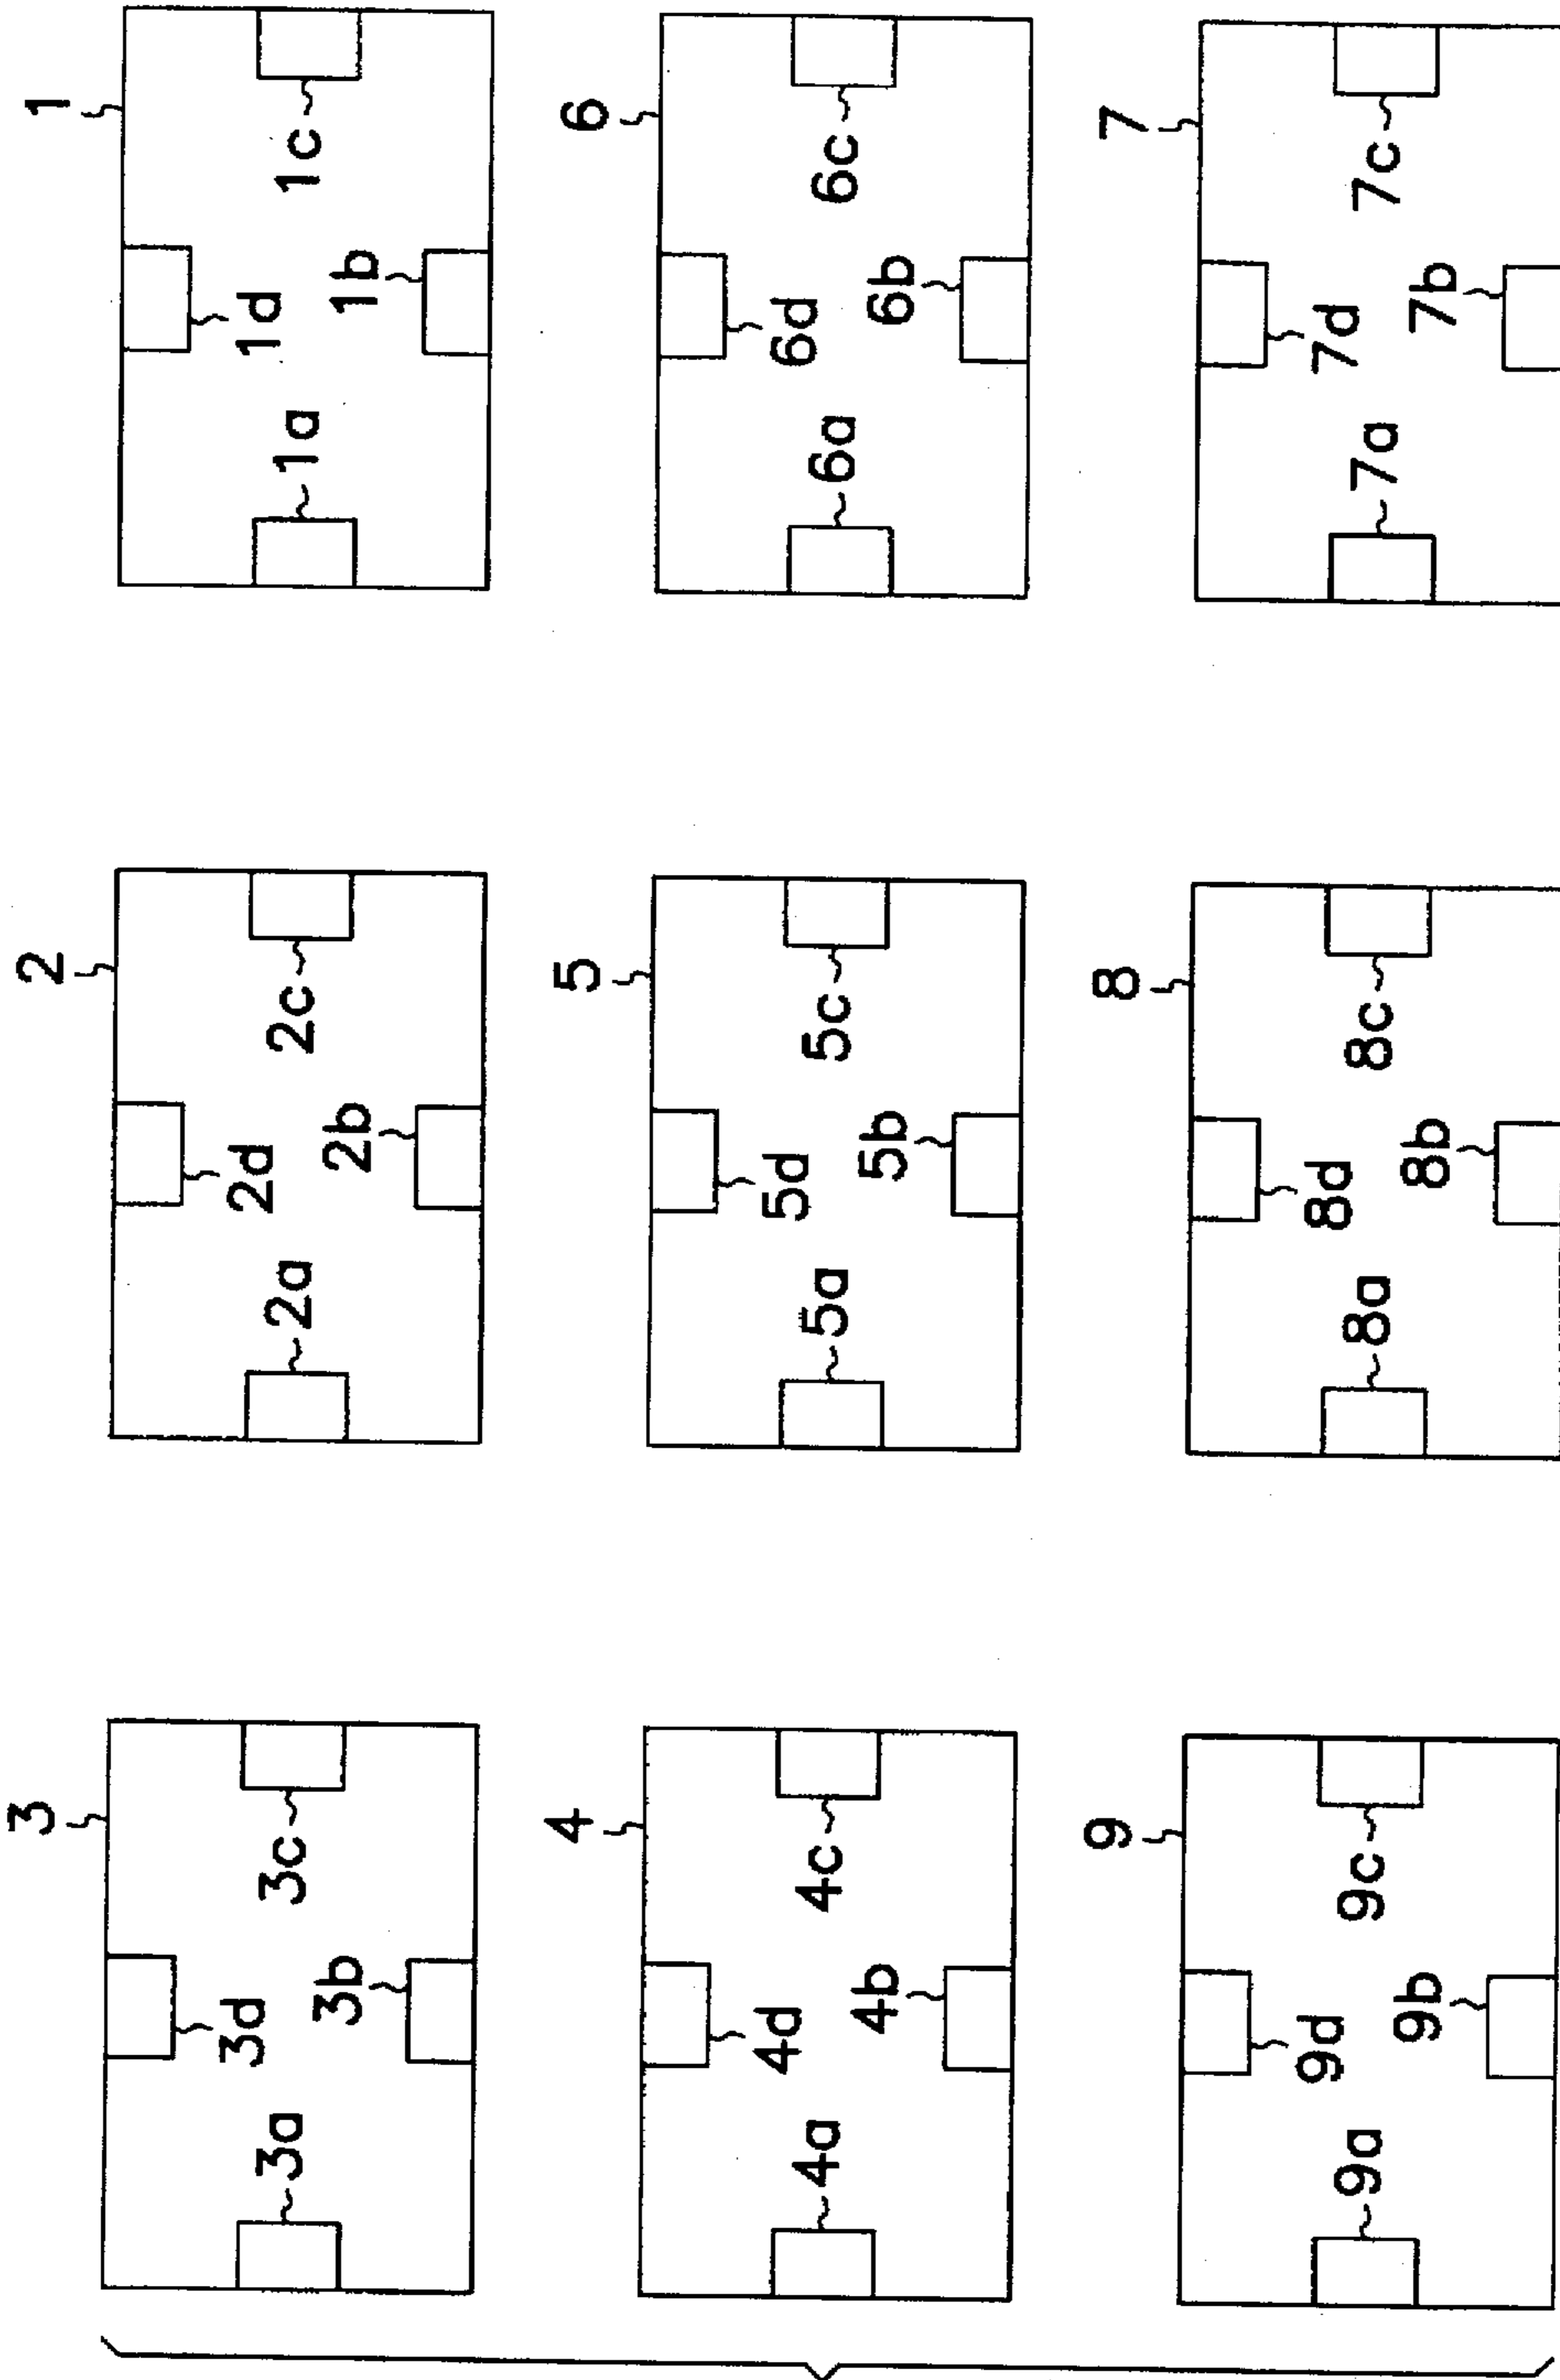 3 2 1
3d 2d 1d
3a 3c 2a 2c 1a 1c
3b 2b 1b
4 5 6
4d 5d 6d
4a 4c 5a 5c 6a 6c
4b 5b 6b
9 8 7
9d 8d 7d
9a 9c 8a 8c 7a 7c
9b 8b 7b